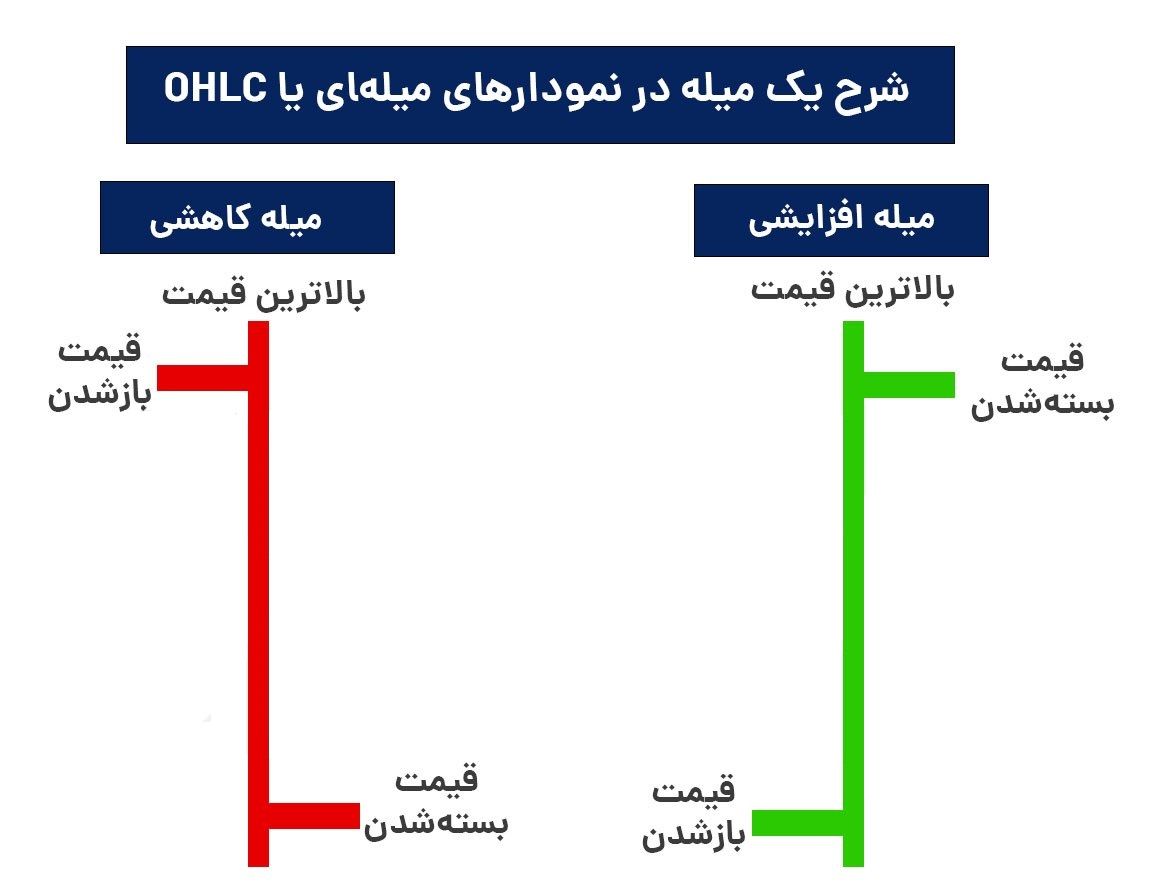 شرح یک میله در نمودارهای میله‌ای یا OHLC
میله افزایشی
بالاترین قیمت
قیمت
بسته‌شدن
قیمت
بازشدن
میله کاهشی
بالاترین قیمت
قیمت
بازشدن
قیمت
بسته‌شدن